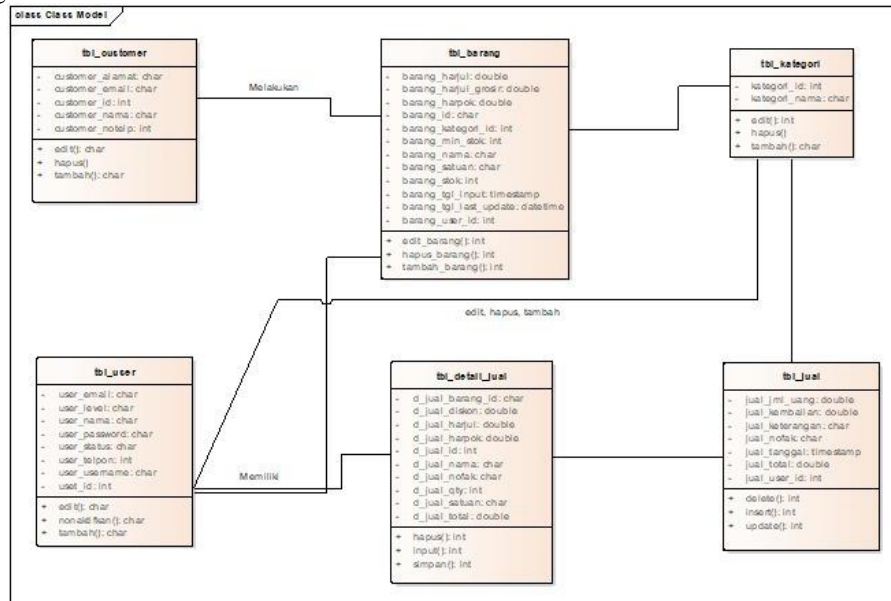 class Class Model
tbl_customer
- customer_alamat: char
- customer_email: char
- customer_id: int
- customer_nama: char
- customer_notelp: int
+ edit(): char
+ hapus()
+ tambah(): char
Melakukan
tbl_barang
- barang_harjul: double
- barang_harjul_grosir: double
- barang_harpok: double
- barang_id: char
- barang_kategori_id: int
- barang_min_stok: int
- barang_nama: char
- barang_satuan: char
- barang_stok: int
- barang_tgl_input: timestamp
- barang_tgl_last_update: datetime
- barang_user_id: int
+ edit_barang(): int
+ hapus_barang(): int
+ tambah_barang(): int
tbl_kategori
- kategori_id: int
- kategori_nama: char
+ edit(): int
+ hapus()
+ tambah(): char
edit, hapus, tambah
tbl_user
- user_email: char
- user_level: char
- user_nama: char
- user_password: char
- user_status: char
- user_telpon: int
- user_username: char
- uset_id: int
+ edit(): char
+ nonaktifkan(): char
+ tambah(): char
Memiliki
tbl_detail_jual
- d_jual_barang_id: char
- d_jual_diskon: double
- d_jual_harjul: double
- d_jual_harpok: double
- d_jual_id: int
- d_jual_nama: char
- d_jual_nofak: char
- d_jual_qty: int
- d_jual_satuan: char
- d_jual_total: double
+ hapus(): int
+ input(): int
+ simpan(): int
tbl_jual
- jual_jml_uang: double
- jual_kembalian: double
- jual_keterangan: char
- jual_nofak: char
- jual_tanggal: timestamp
- jual_total: double
- jual_user_id: int
+ delete(): int
+ insert(): int
+ update(): int